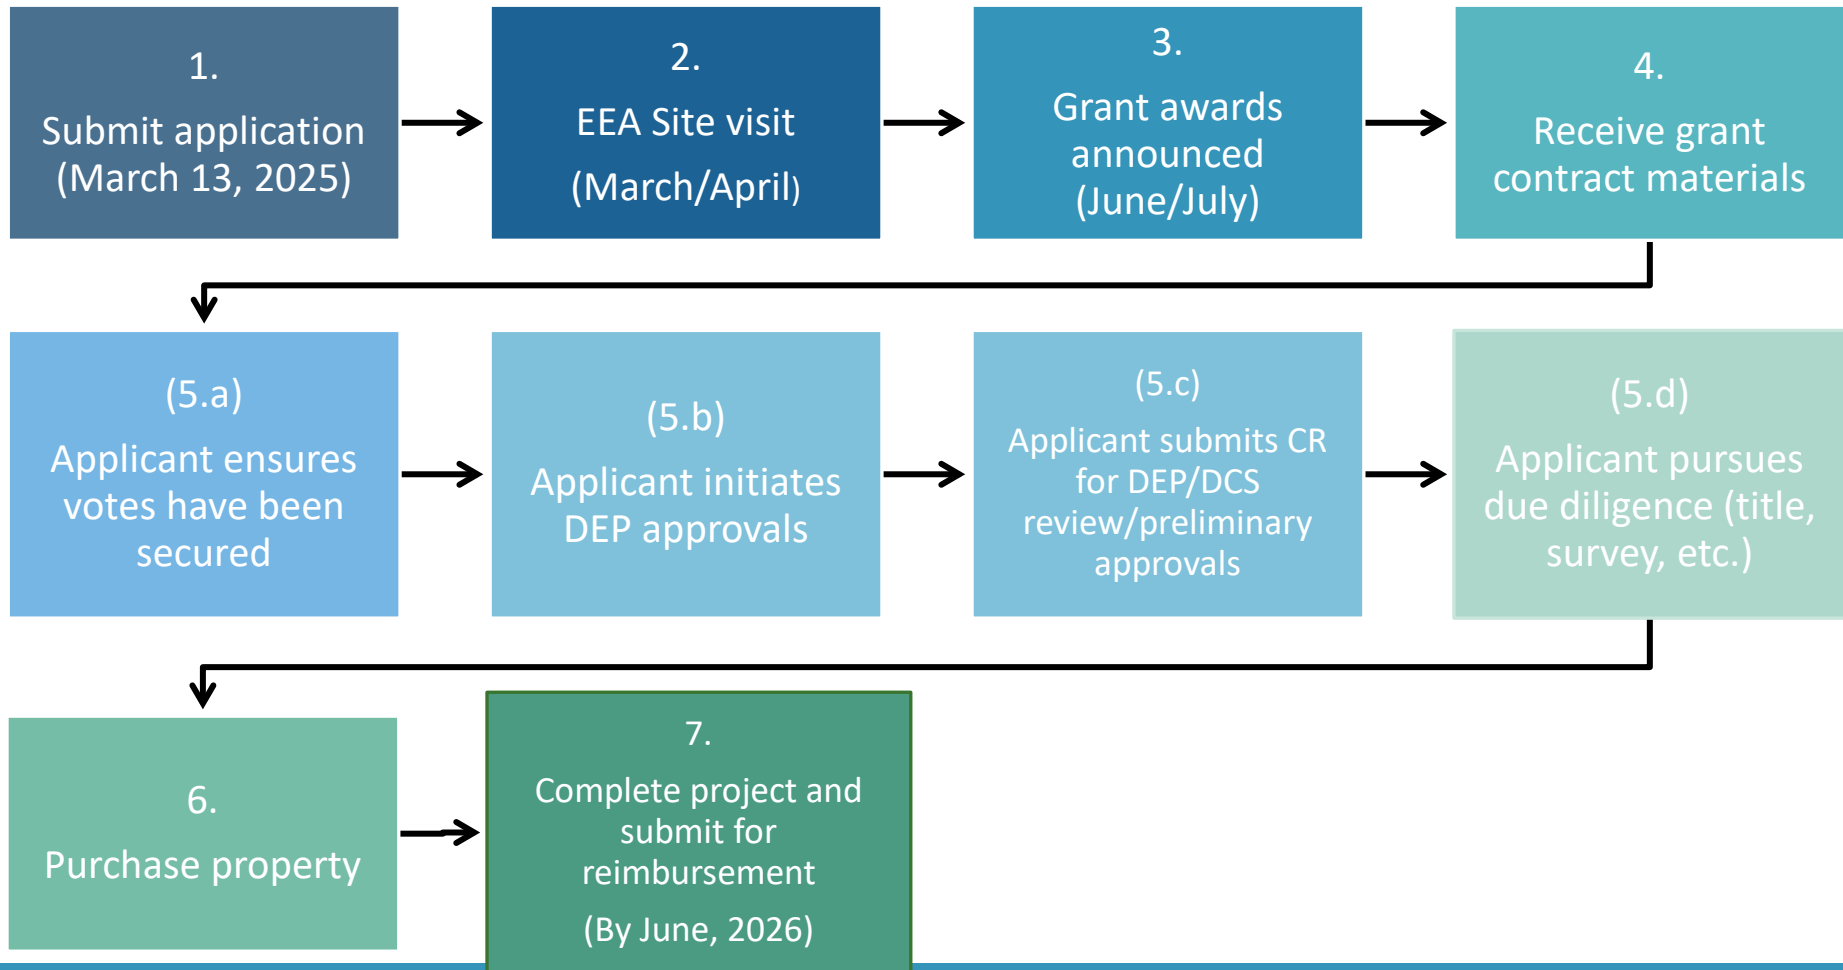 1.
Submit application
(March 13, 2025)
2.
EEA Site visit
(March/April)
3.
Grant awards
announced
(June/July)
4.
Receive grant
contract materials
(5.a)
Applicant ensures
votes have been
secured
(5.b)
Applicant initiates
DEP approvals
(5.c)
Applicant submits CR
for DEP/DCS
review/preliminary
approvals
(5.d)
Applicant pursues
due diligence (title,
survey, etc.)
6.
Purchase property
7.
Complete project and
submit for
reimbursement
(By June, 2026)